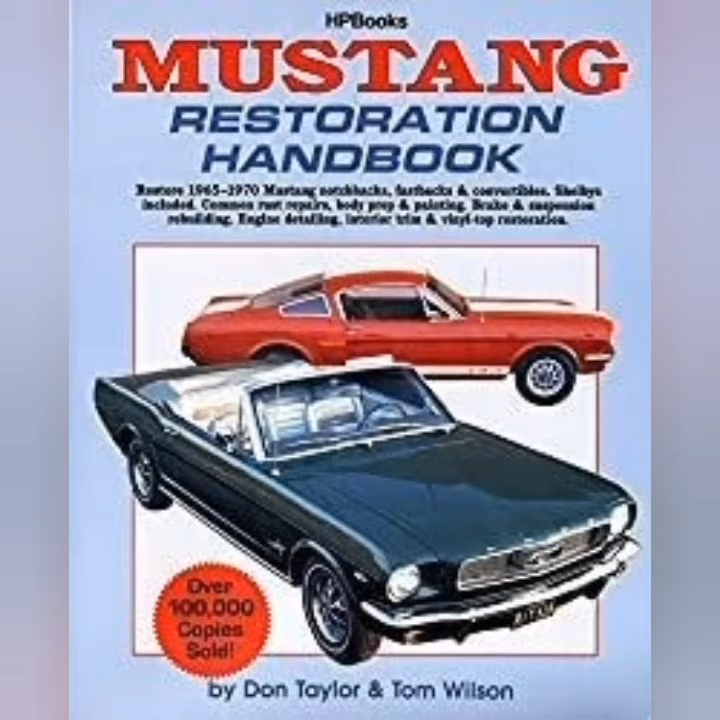 HPBooks
MUSTANG
RESTORATION
HANDBOOK
Restore 1965-1970 Mustang notchbacks, fastbacks & convertibles. Shelbys
included. Common rust repairs, body prep & painting. Brake & suspension
rebuilding. Engine detailing, interior trim & vinyl-top restoration.
Over
100,000
Copies
Sold!
by Don Taylor & Tom Wilson